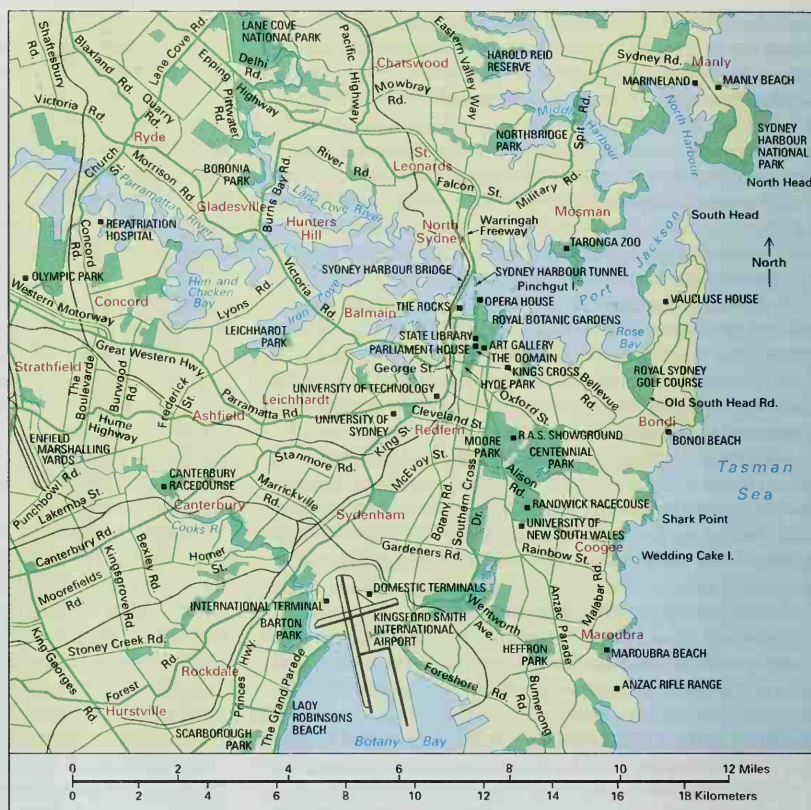 LANE COVE
NATIONAL PARK
Shaftesbury
Rd.
Blaxland Rd.
Lane Cove Rd.
Quarry
Rd.
Epping Highway
Delhi
Rd.
Pittwater
Rd.
Pacific Highway
Chatswood
Mowbray
Rd.
Eastern Valley
Way
HAROLD REID
RESERVE
Sydney Rd.
Manly
MARINELAND
MANLY BEACH
Middle
Harbour
Spit Rd.
North
Harbour
SYDNEY
HARBOUR
NATIONAL
PARK
North Head
Victoria Rd.
Ryde
NORTHBRIDGE
PARK
BORONIA
PARK
River
Rd.
St.
Leonards
Falcon St.
Military Rd.
Church
St.
Morrison
Rd.
Gladesville
Parramatta River
Burns Bay Rd.
Lane Cove River
Hunters
Hill
North
Sydney
Warringah
Freeway
Mosman
South Head
TARONGA ZOO
North
Concord
Rd.
REPATRIATION
HOSPITAL
OLYMPIC PARK
Western Motorway
Concord
Hen and
Chicken
Bay
Lyons Rd.
Victoria
Rd.
Iron Cove
SYDNEY HARBOUR BRIDGE
SYDNEY HARBOUR TUNNEL
Pinchgut I.
Port Jackson
Balmain
THE ROCKS
OPERA HOUSE
VAUCLUSE HOUSE
ROYAL BOTANIC GARDENS
LEICHHAROT
PARK
Rose
Bay
STATE LIBRARY
PARLIAMENT HOUSE
ART GALLERY
THE DOMAIN
KINGS CROSS
Great Western Hwy.
George St.
HYDE PARK
Bellevue
Rd.
ROYAL SYDNEY
GOLF COURSE
Strathfield
The
Boulevarde
Burwood
Rd.
Frederick
St.
Parramatta Rd.
Leichhardt
Ashfield
UNIVERSITY OF TECHNOLOGY
Oxford St.
Old South Head Rd.
UNIVERSITY OF
SYDNEY
Cleveland St.
Redfern
King St.
Bondi
BONOI BEACH
Hume
Highway
ENFIELD
MARSHALLING
YARDS
Stanmore Rd.
MOORE
PARK
R.A.S. SHOWGROUND
CENTENNIAL
PARK
Punchbowl Rd.
Lakemba St.
CANTERBURY
RACECOURSE
Canterbury
Marrickville
Rd.
McEvoy St.
Botany Rd.
Southern Cross
Dr.
Alison
Rd.
Tasman
Sea
RANDWICK RACECOUSE
Sydenham
Cooks R.
UNIVERSITY OF
NEW SOUTH WALES
Shark Point
Canterbury Rd.
Homer
St.
Gardeners Rd.
Rainbow St.
Coogee
Wedding Cake I.
Moorefields
Rd.
Kingsgrove Rd.
Bexley Rd.
INTERNATIONAL TERMINAL
DOMESTIC TERMINALS
BARTON
PARK
KINGSFORD SMITH
INTERNATIONAL
AIRPORT
Wentworth
Ave.
Anzac Parade
Malabar Rd.
Maroubra
Stoney Creek Rd.
HEFFRON
PARK
MAROUBRA BEACH
King Georges
Rd.
Forest
Rd.
Rockdale
Princes Hwy.
The Grand Parade
Foreshore
Rd.
Bunnerong
Rd.
ANZAC RIFLE RANGE
Hurstville
LAOY
ROBINSONS
BEACH
SCARBOROUGH
PARK
Botany Bay
0 2 4 6 8 10 12 Miles
0 2 4 6 8 10 12 14 16 18 Kilometers